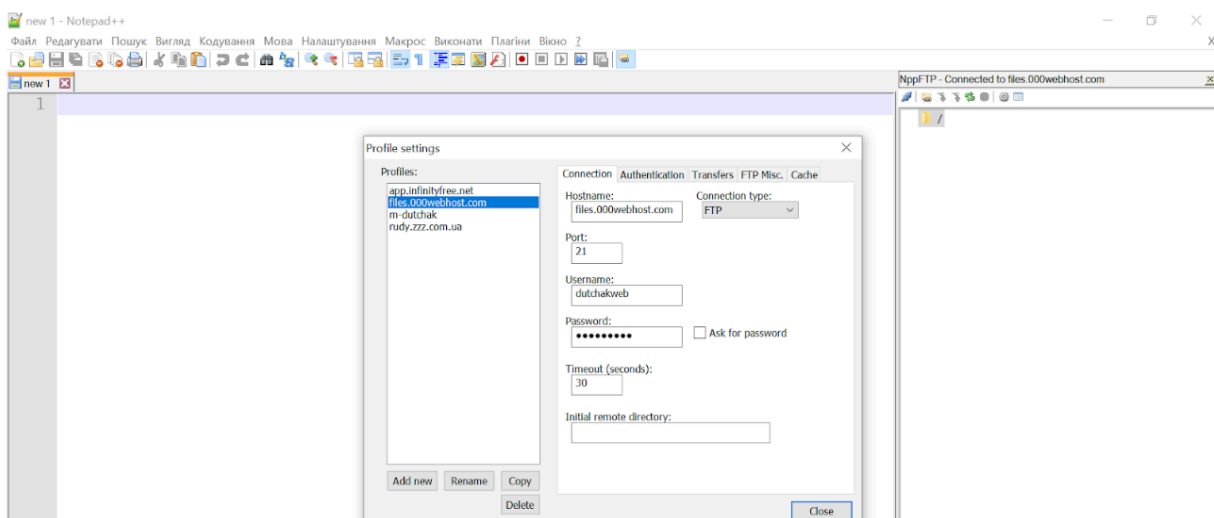 new 1 - Notepad++
Файл Редагувати Пошук Вигляд Кодування Мова Налаштування Макрос Виконати Плагіни Вікно ?
X
new 1
NppFTP - Connected to files.000webhost.com
1
/
Profile settings
Profiles:
app.infinityfree.net
files.000webhost.com
m-dutchak
rudy.zzz.com.ua
Add new Rename Copy
Delete
Connection Authentication Transfers FTP Misc. Cache
Hostname: Connection type:
files.000webhost.com FTP
Port:
21
Username:
dutchakweb
Password:
●●●●●●●●● Ask for password
Timeout (seconds):
30
Initial remote directory:
Close